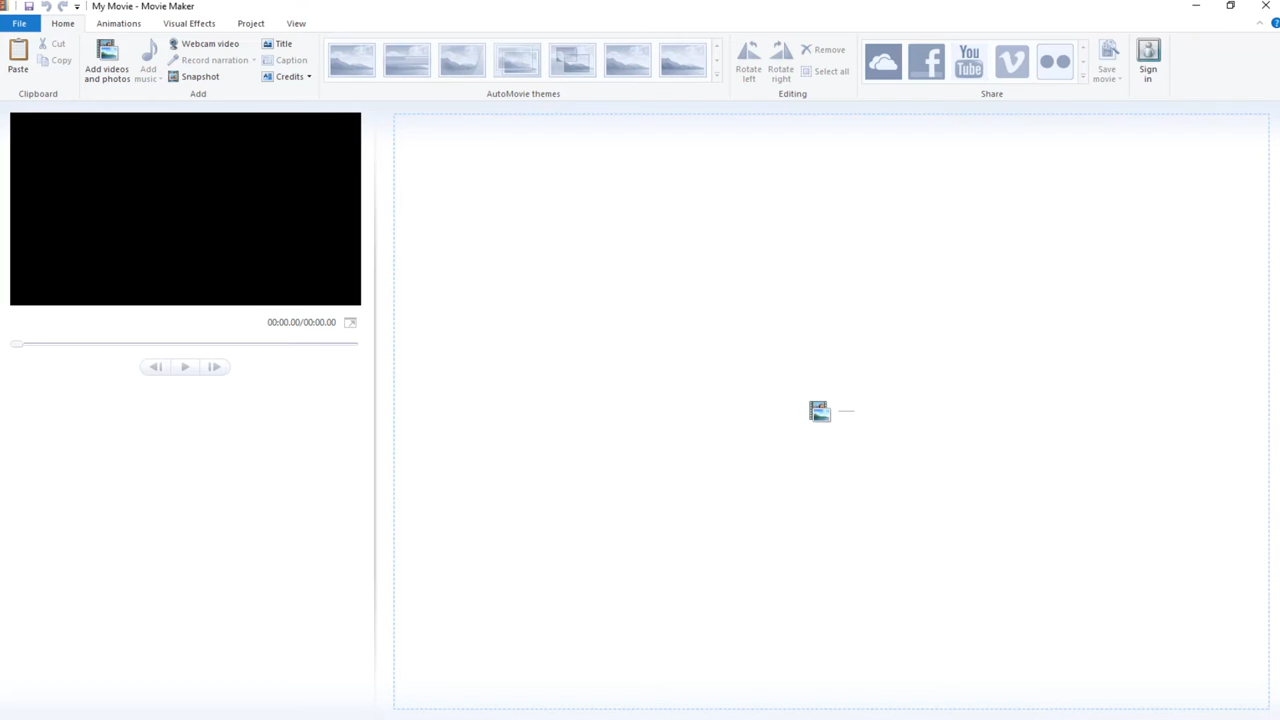 My Movie - Movie Maker
File Home Animations Visual Effects Project View
Paste
Cut
Copy
Clipboard
Add videos
and photos
Add
music
Webcam video
Record narration
Snapshot
Title
Caption
Credits
Add
AutoMovie themes
Rotate
left
Rotate
right
Remove
Select all
Editing
You
Tube
Share
Save
movie
Sign
in
00:00.00/00:00.00